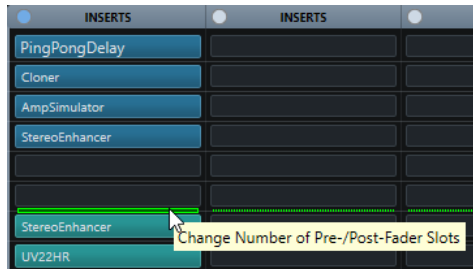 INSERTS INSERTS
PingPongDelay
Cloner
AmpSimulator
StereoEnhancer
StereoEnhancer
Change Number of Pre-/Post-Fader Slots
UV22HR